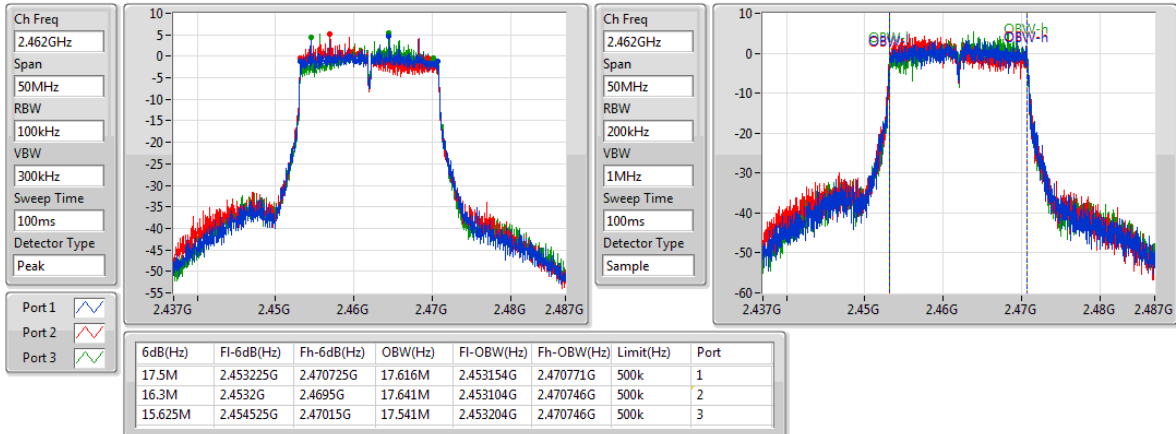 Ch Freq
2.462GHz
Span
50MHz
RBW
100kHz
VBW
300kHz
Sweep Time
100ms
Detector Type
Peak
Port 1
Port 2
Port 3
10
5
0
-5
-10
-15
-20
-25
-30
-35
-40
-45
-50
-55
2.437G 2.45G 2.46G 2.47G 2.48G 2.487G
Ch Freq
2.462GHz
Span
50MHz
RBW
200kHz
VBW
1MHz
Sweep Time
100ms
Detector Type
Sample
10
0
-10
-20
-30
-40
-50
-60
OBW-h
OBW-h
2.437G 2.45G 2.46G 2.47G 2.48G 2.487G
6dB(Hz) Fl-6dB(Hz) Fh-6dB(Hz) OBW(Hz) Fl-OBW(Hz) Fh-OBW(Hz) Limit(Hz) Port
17.5M 2.453225G 2.470725G 17.616M 2.453154G 2.470771G 500k 1
16.3M 2.4532G 2.4695G 17.641M 2.453104G 2.470746G 500k 2
15.625M 2.454525G 2.47015G 17.541M 2.453204G 2.470746G 500k 3